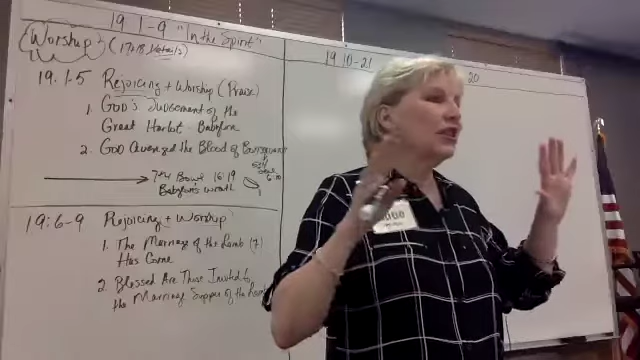 19 1-9 "In the Spirit"
Worship (17+18
19:10-21
20
19:1-5 Rejoicing + Worship (Praise)
1. God's Judgement of the
Great Harlot - Babylon
2. God Avenged the Blood of
7th Bowl 16:19
Babylon's wrath
19:6-9 Rejoicing + Worship
1. The Marriage of the Lamb (7)
Has Come
2. Blessed Are Those Invited to
the Marriage Supper of the